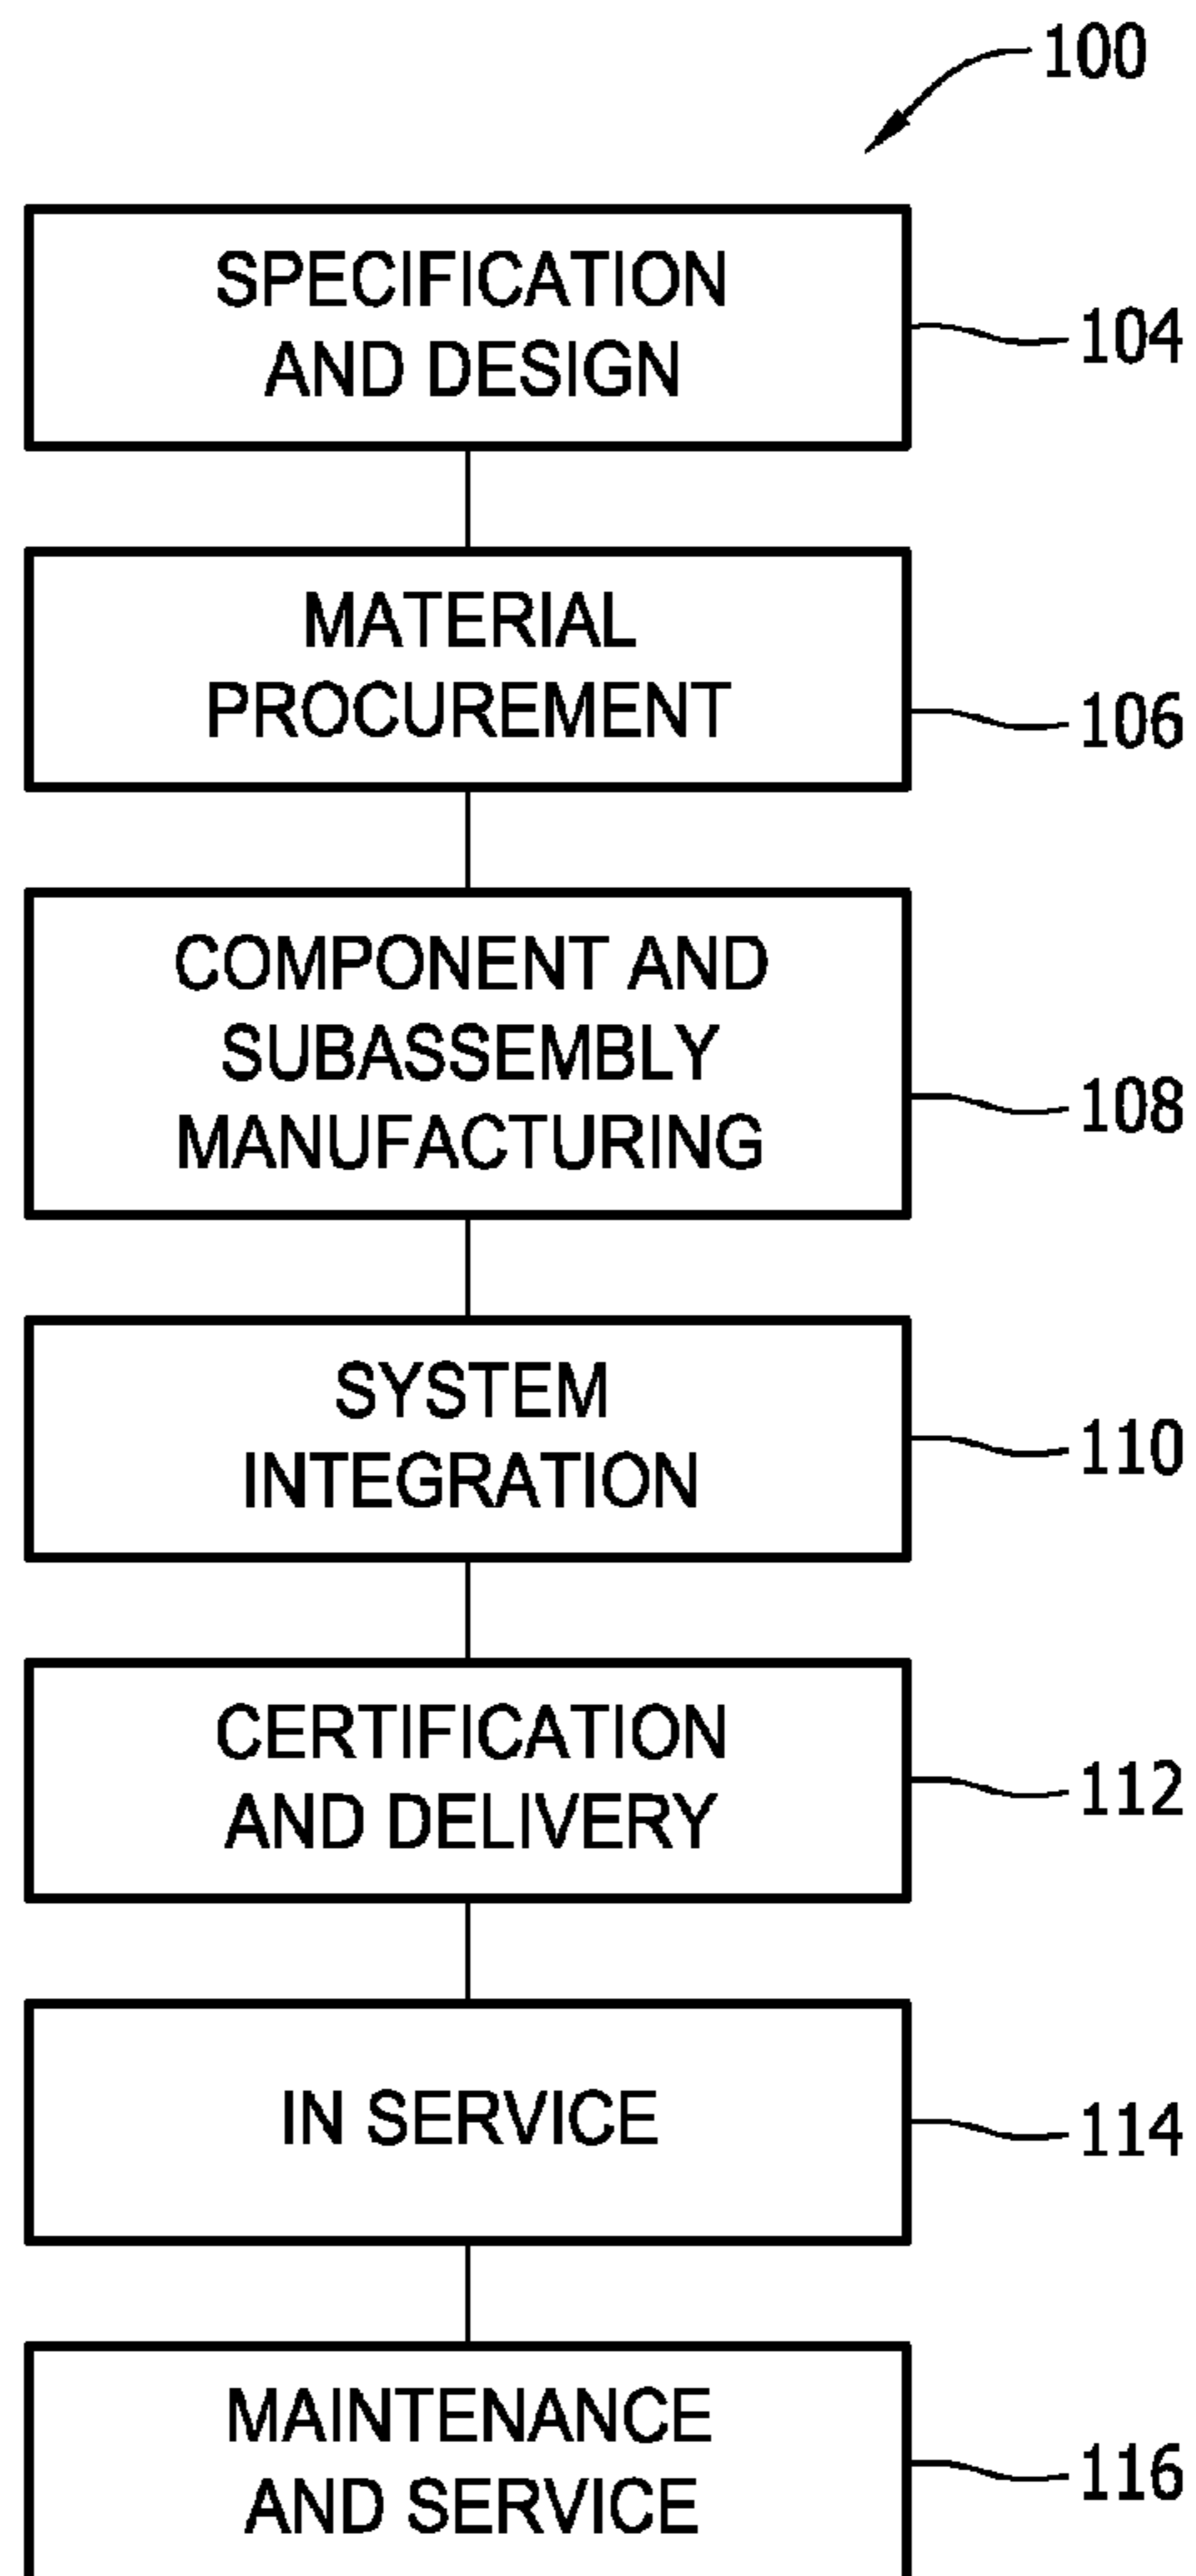 100
SPECIFICATION
AND DESIGN
104
MATERIAL
PROCUREMENT
106
COMPONENT AND
SUBASSEMBLY
MANUFACTURING
108
SYSTEM
INTEGRATION
110
CERTIFICATION
AND DELIVERY
112
IN SERVICE
114
MAINTENANCE
AND SERVICE
116